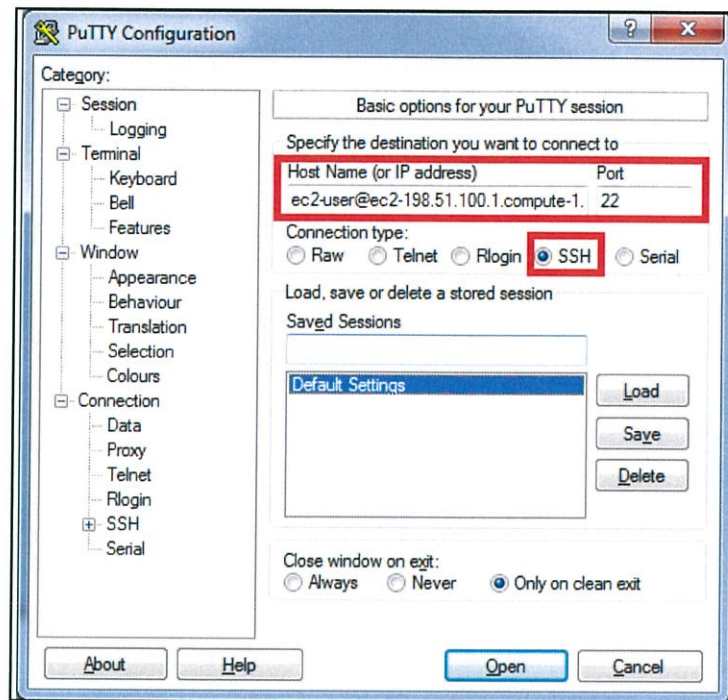 PuTTY Configuration
Category:
Session
Logging
Terminal
Keyboard
Bell
Features
Window
Appearance
Behaviour
Translation
Selection
Colours
Connection
Data
Proxy
Telnet
Rlogin
SSH
Serial
Basic options for your PuTTY session
Specify the destination you want to connect to
Host Name (or IP address) Port
ec2-user@ec2-198.51.100.1.compute-1. 22
Connection type:
Raw Telnet Rlogin SSH Serial
Load, save or delete a stored session
Saved Sessions
Default Settings
Load
Save
Delete
Close window on exit:
Always Never Only on clean exit
About Help Open Cancel